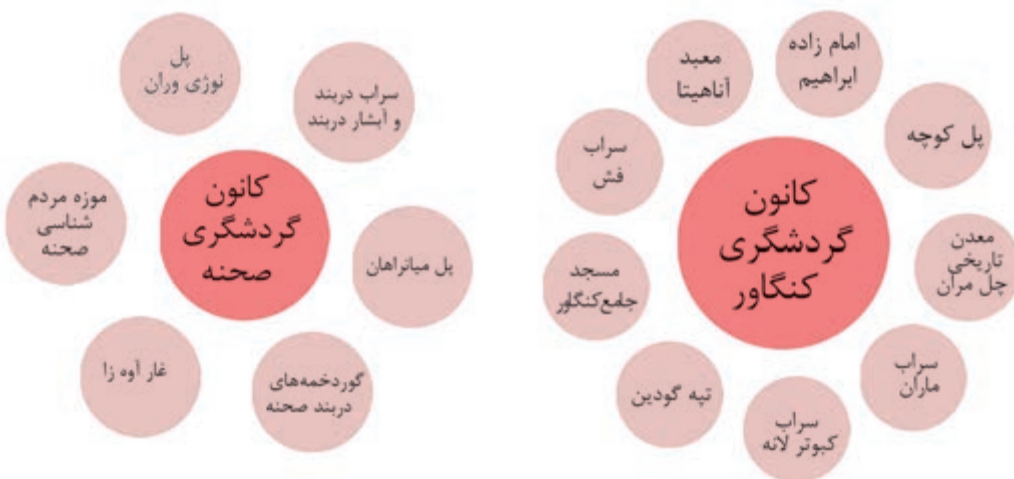 کانون
گردشگری
کنگاور
امام زاده
ابراهیم
پل کوچه
معدن
تاریخی
چل مران
سراب
ماران
سراب
کبوتر لانه
تپه گودین
مسجد
جامع کنگاور
سراب
فش
معبد
آناهیتا
کانون
گردشگری
صحنه
سراب دربند
و آبشار دربند
پل میانراهان
گوردخمه‌های
دربند صحنه
غار آوه زا
موزه مردم
شناسی
صحنه
پل
نوژی وران